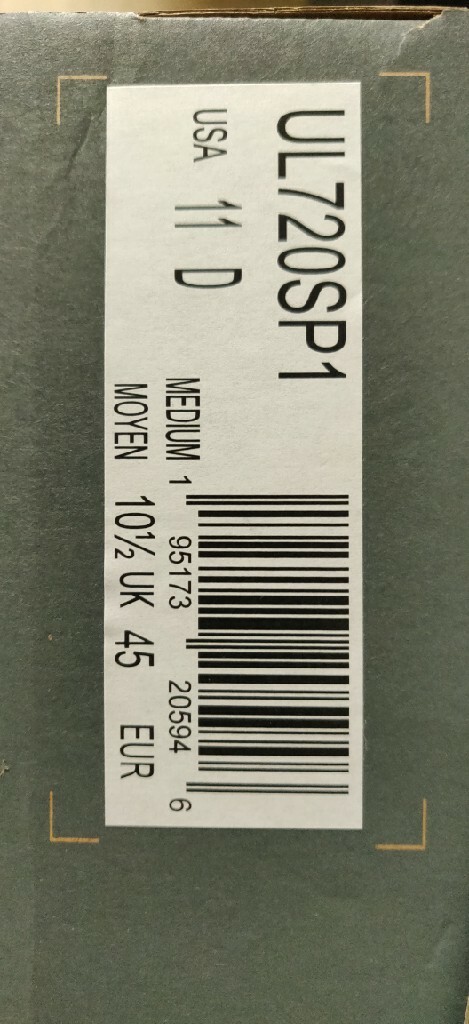 UL720SP1
USA 11 D
MEDIUM 1 95173 20594 6
MOYEN 10½ UK 45 EUR